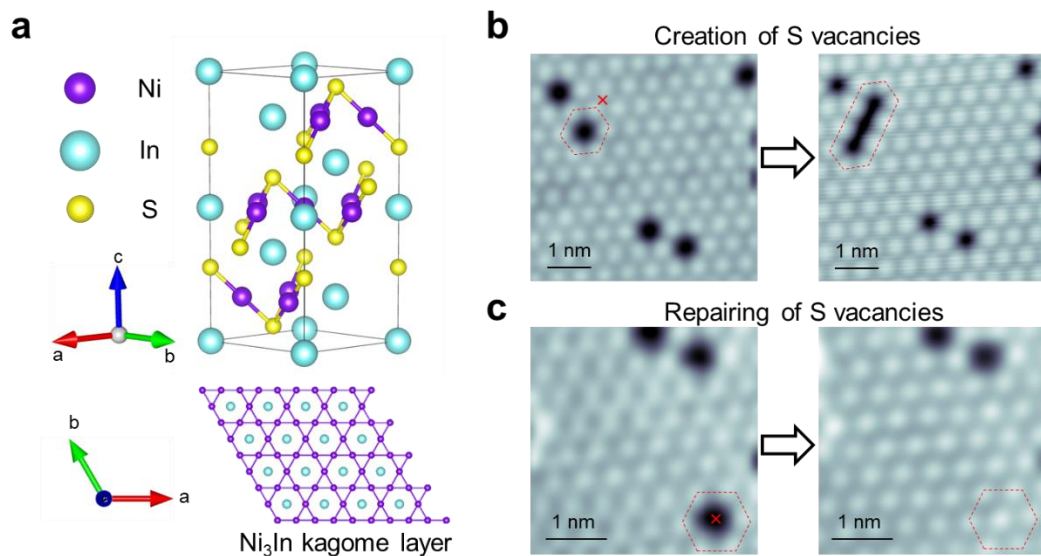 a
Ni
In
S
c
a
b
b
a
Ni₃In kagome layer
b
Creation of S vacancies
×
1 nm
1 nm
c
Repairing of S vacancies
×
1 nm
1 nm